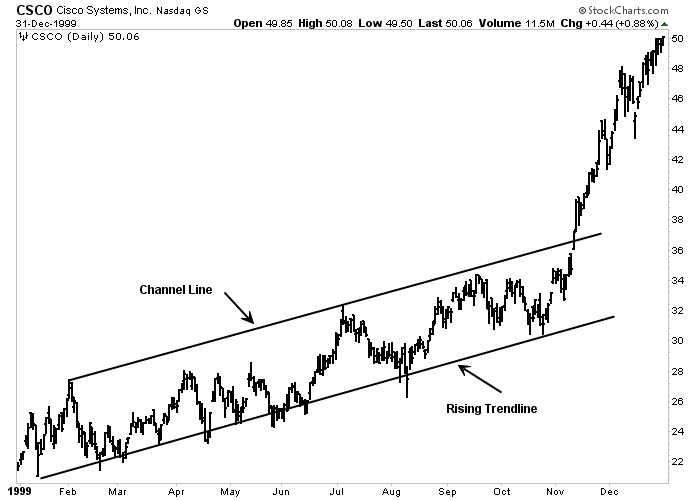 CSCO Cisco Systems, Inc. Nasdaq GS © StockCharts.com
31-Dec-1999 Open 49.85 High 50.08 Low 49.50 Last 50.06 Volume 11.5M Chg +0.44 (+0.88%)
CSCO (Daily) 50.06
50
48
46
44
42
40
38
36
34
Channel Line
32
30
28
Rising Trendline
26
24
22
1999 Feb Mar Apr May Jun Jul Aug Sep Oct Nov Dec